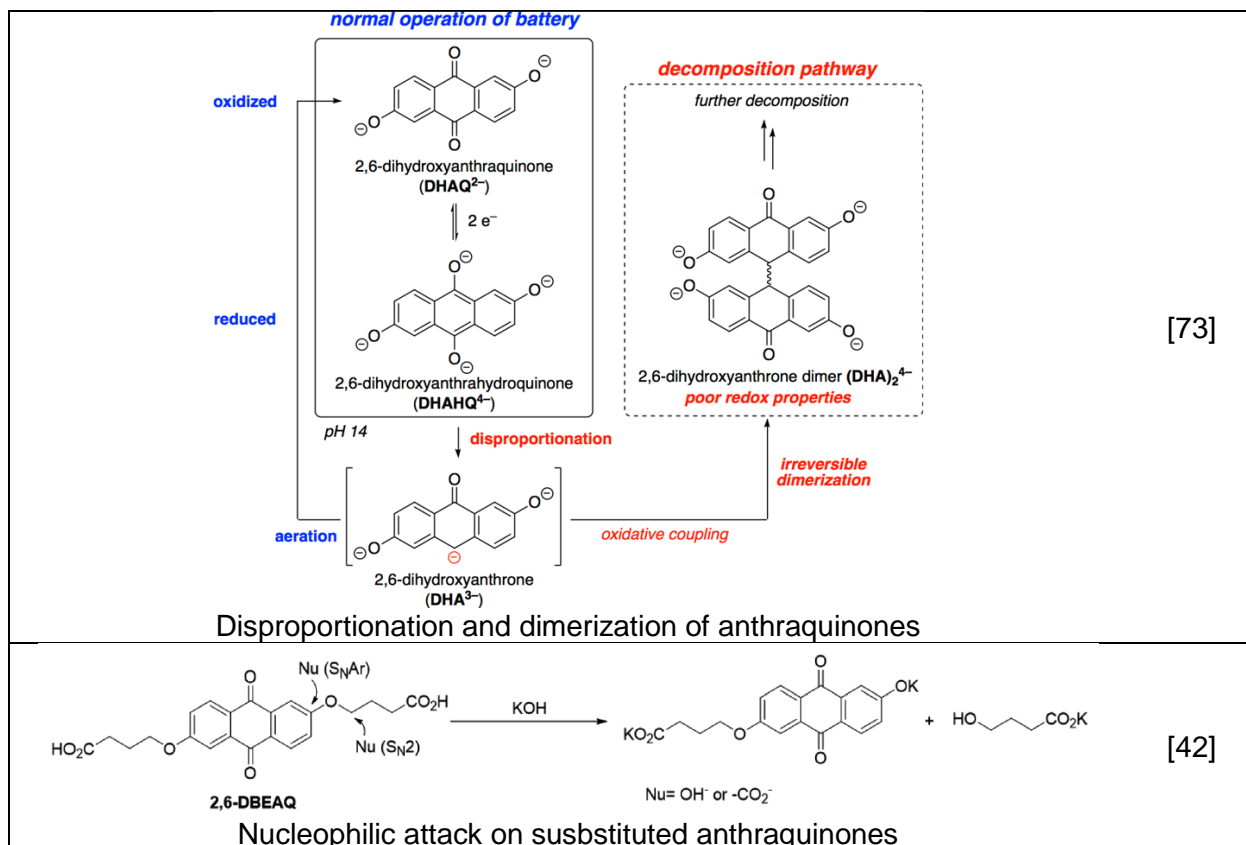 normal operation of battery
oxidized
O
O⊖
⊖O
O
2,6-dihydroxyanthraquinone
(DHAQ²⁻)
2 e⁻
reduced
O⊖
O⊖
⊖O
O⊖
2,6-dihydroxyanthrahydroquinone
(DHAHQ⁴⁻)
pH 14
disproportionation
aeration
O
O⊖
⊖O
⊖
2,6-dihydroxyanthrone
(DHA³⁻)
oxidative coupling
irreversible
dimerization
decomposition pathway
further decomposition
O
O⊖
⊖O
⊖O
O⊖
O
2,6-dihydroxyanthrone dimer (DHA)₂⁴⁻
poor redox properties
[73]
Disproportionation and dimerization of anthraquinones
Nu (SNAr)
O
O
CO₂H
HO₂C
O
O
Nu (SN2)
2,6-DBEAQ
KOH
O
OK
KO₂C
O
O
+
HO
CO₂K
Nu= OH⁻ or -CO₂⁻
[42]
Nucleophilic attack on susbstituted anthraquinones